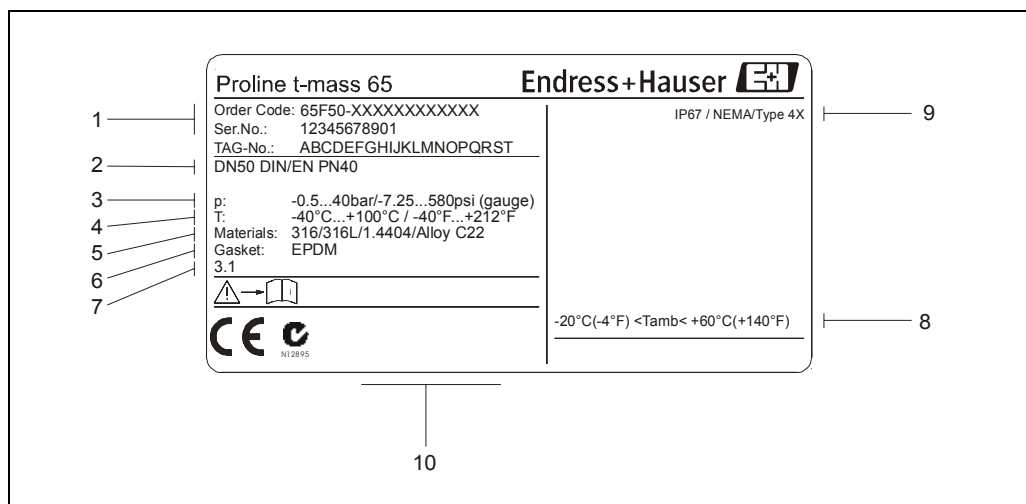 Proline t-mass 65
Endress+Hauser
Order Code: 65F50-XXXXXXXXXXXX
Ser.No.: 12345678901
TAG-No.: ABCDEFGHIJKLMNOPQRST
DN50 DIN/EN PN40
p: -0.5...40bar/-7.25...580psi (gauge)
T: -40°C...+100°C / -40°F...+212°F
Materials: 316/316L/1.4404/Alloy C22
Gasket: EPDM
3.1
i
CE
N12895
IP67 / NEMA/Type 4X
-20°C(-4°F) <Tamb< +60°C(+140°F)
1
2
3
4
5
6
7
9
8
10